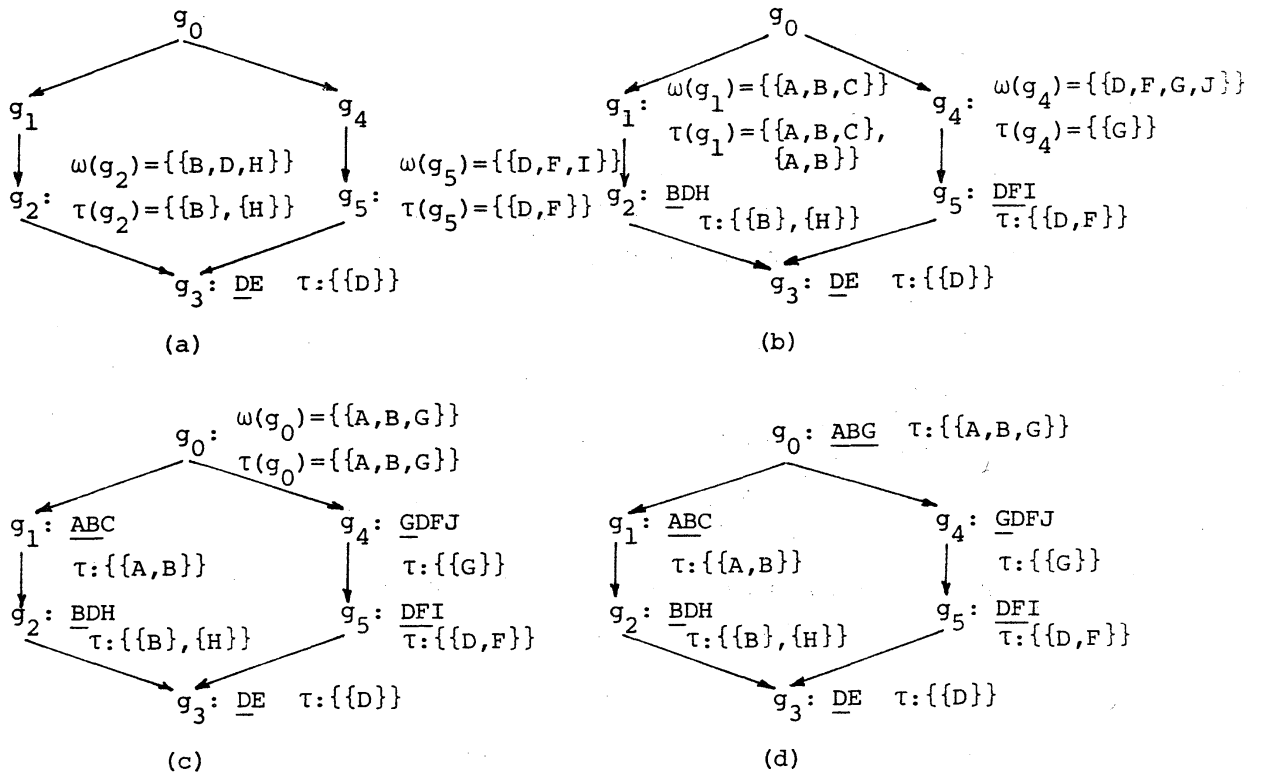 g0
g1
g4
ω(g2)={{B,D,H}}
g2: τ(g2)={{B},{H}}
ω(g5)={{D,F,I}}
g5: τ(g5)={{D,F}}
g3: DE τ:{{D}}
(a)
g0
g1: ω(g1)={{A,B,C}}
τ(g1)={{A,B,C},
{A,B}}
g4: ω(g4)={{D,F,G,J}}
τ(g4)={{G}}
g2: BDH
τ:{{B},{H}}
g5: DFI
τ:{{D,F}}
g3: DE τ:{{D}}
(b)
g0: ω(g0)={{A,B,G}}
τ(g0)={{A,B,G}}
g1: ABC
τ:{{A,B}}
g4: GDFJ
τ:{{G}}
g2: BDH
τ:{{B},{H}}
g5: DFI
τ:{{D,F}}
g3: DE τ:{{D}}
(c)
g0: ABG τ:{{A,B,G}}
g1: ABC
τ:{{A,B}}
g4: GDFJ
τ:{{G}}
g2: BDH
τ:{{B},{H}}
g5: DFI
τ:{{D,F}}
g3: DE τ:{{D}}
(d)